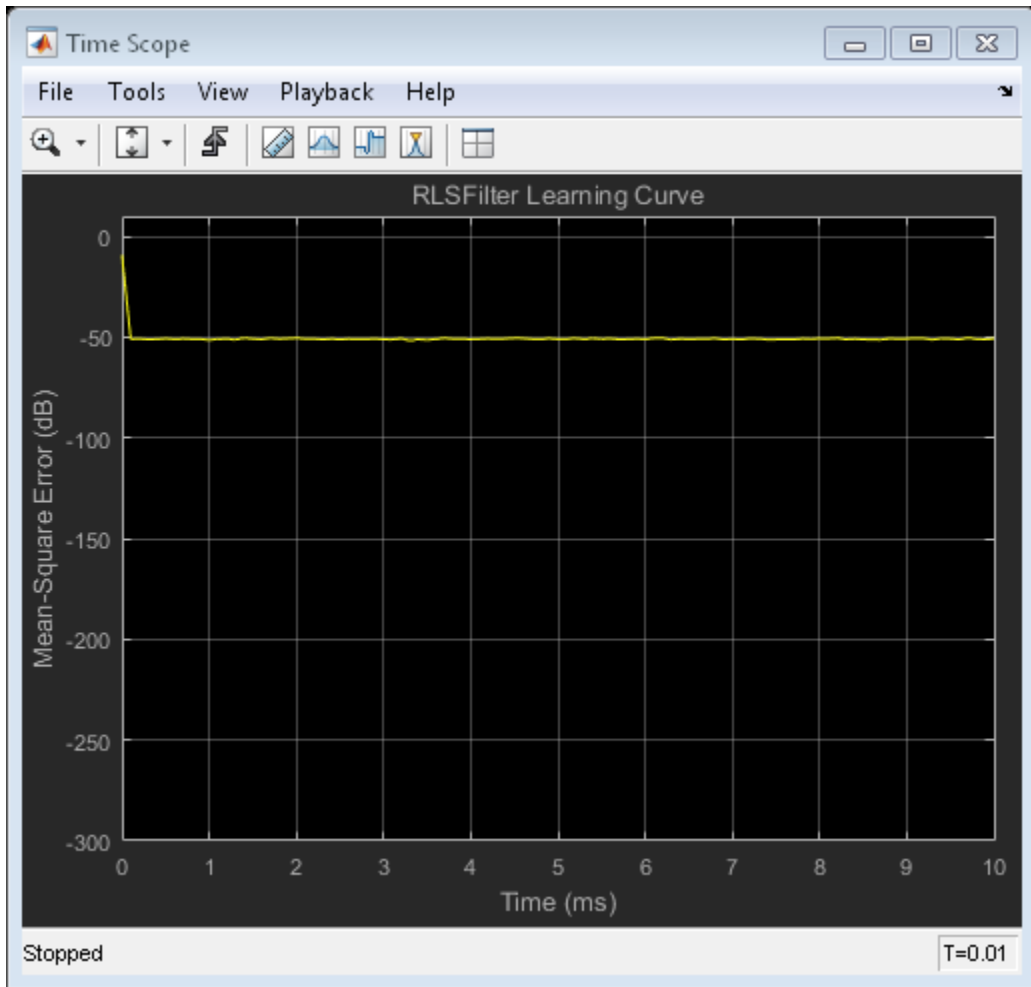 Time Scope
File Tools View Playback Help
RLSFilter Learning Curve
Mean-Square Error (dB)
0
-50
-100
-150
-200
-250
-300
0 1 2 3 4 5 6 7 8 9 10
Time (ms)
Stopped T=0.01